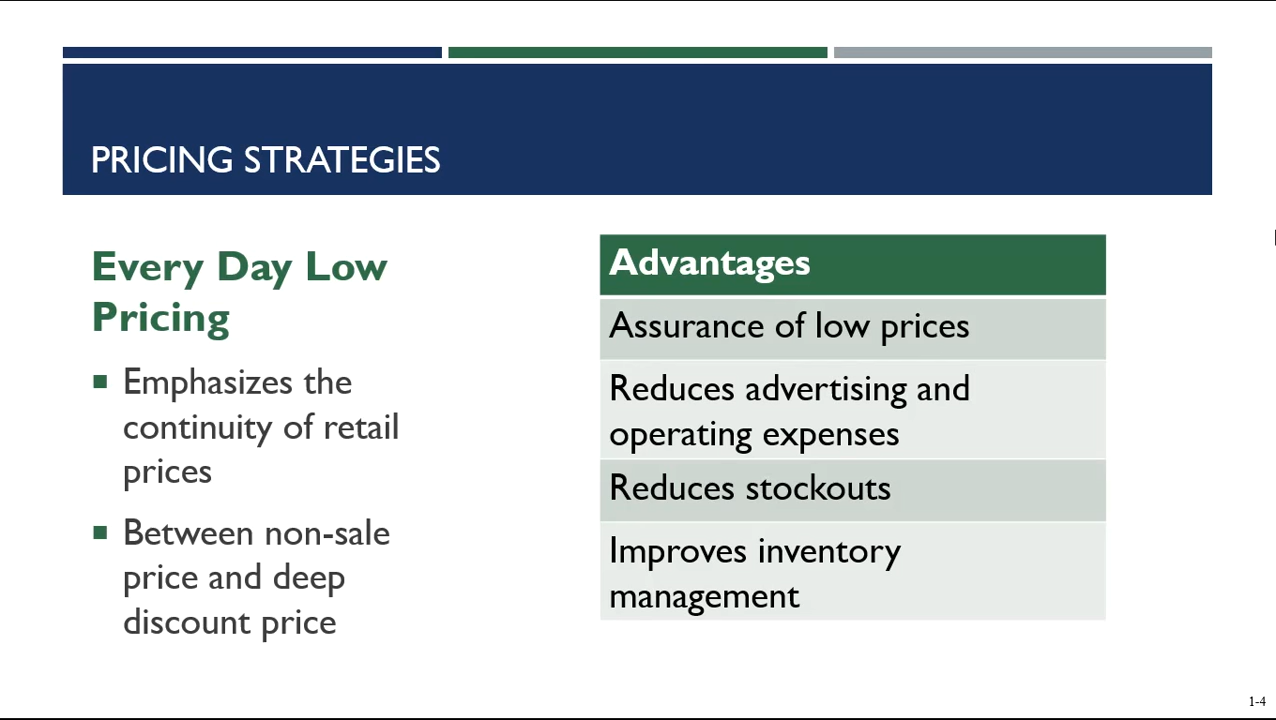 PRICING STRATEGIES
Every Day Low
Pricing
Emphasizes the
continuity of retail
prices
Between non-sale
price and deep
discount price
Advantages
Assurance of low prices
Reduces advertising and
operating expenses
Reduces stockouts
Improves inventory
management
1-4